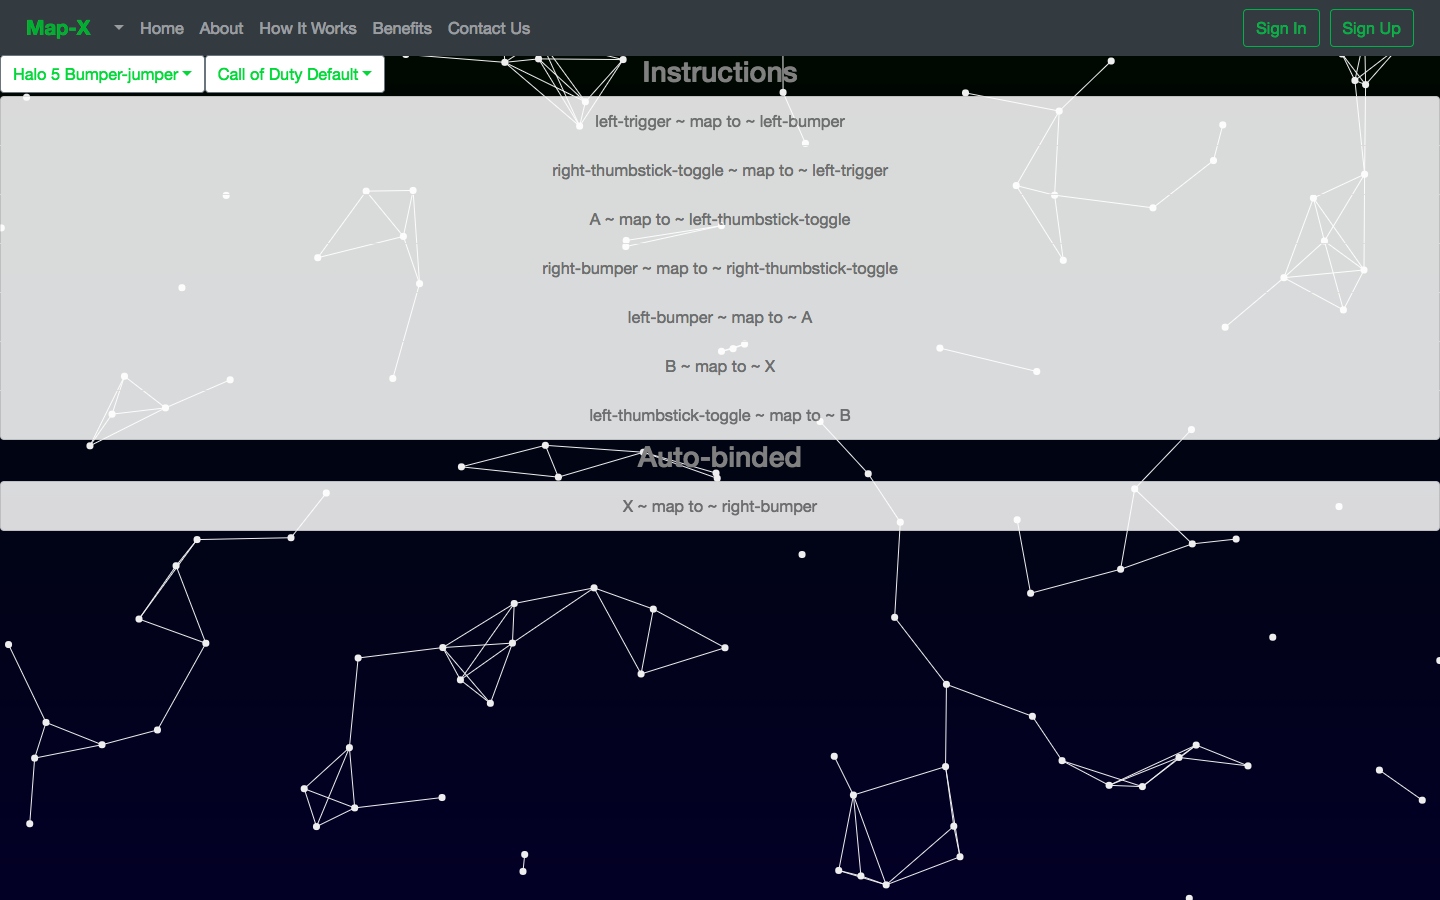 Map-X Home About How It Works Benefits Contact Us Sign In Sign Up
Halo 5 Bumper-jumper Call of Duty Default
Instructions
left-trigger ~ map to ~ left-bumper
right-thumbstick-toggle ~ map to ~ left-trigger
A ~ map to ~ left-thumbstick-toggle
right-bumper ~ map to ~ right-thumbstick-toggle
left-bumper ~ map to ~ A
B ~ map to ~ X
left-thumbstick-toggle ~ map to ~ B
Auto-binded
X ~ map to ~ right-bumper